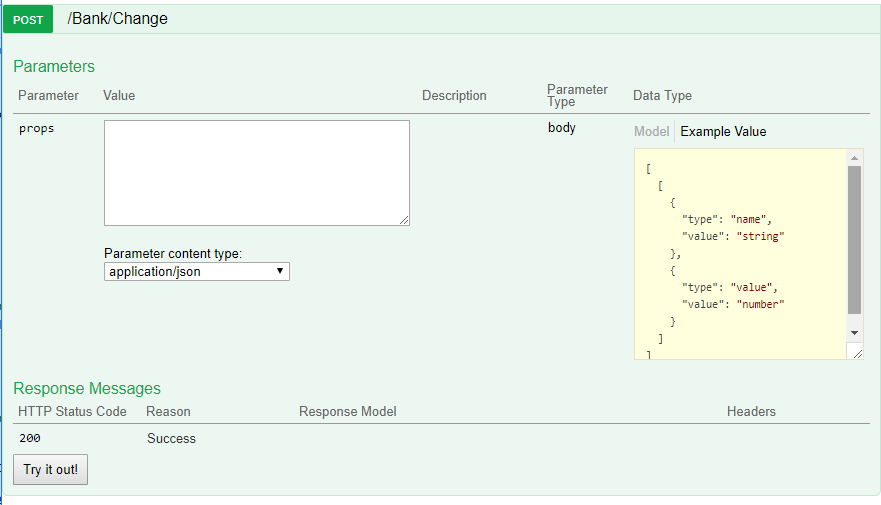 POST /Bank/Change
Parameters
Parameter Value Description Parameter Type Data Type
props body Model Example Value
[
[
{
"type": "name",
"value": "string"
},
{
"type": "value",
"value": "number"
}
]
]
Parameter content type:
application/json
Response Messages
HTTP Status Code Reason Response Model Headers
200 Success
Try it out!